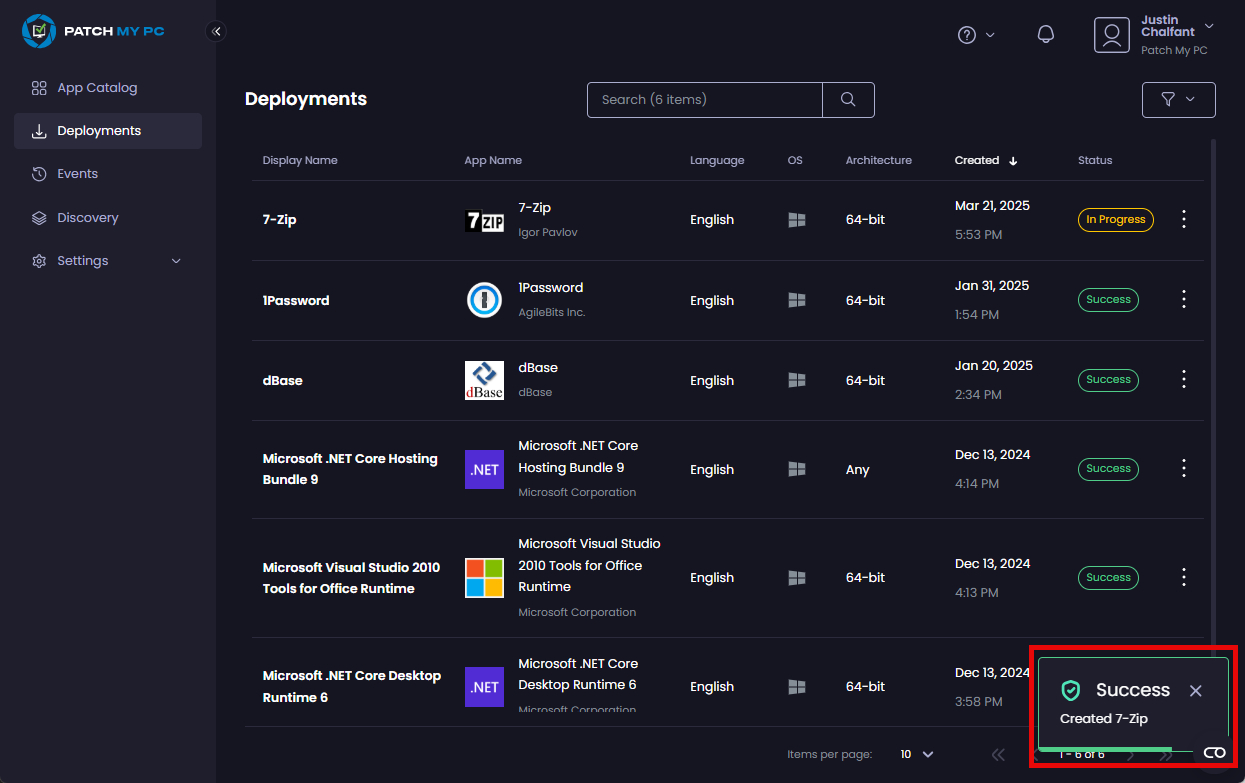 PATCH MY PC
Justin
Chalfant
Patch My PC
App Catalog
Deployments
Events
Discovery
Settings
Deployments
Search (6 items)
Display Name App Name Language OS Architecture Created Status
7-Zip
7ZIP
7-Zip
Igor Pavlov
English
64-bit
Mar 21, 2025
5:53 PM
In Progress
1Password
1Password
AgileBits Inc.
English
64-bit
Jan 31, 2025
1:54 PM
Success
dBase
dBase
dBase
dBase
English
64-bit
Jan 20, 2025
2:34 PM
Success
Microsoft .NET Core Hosting
Bundle 9
.NET
Microsoft .NET Core
Hosting Bundle 9
Microsoft Corporation
English
Any
Dec 13, 2024
4:14 PM
Success
Microsoft Visual Studio 2010
Tools for Office Runtime
Microsoft Visual Studio
2010 Tools for Office
Runtime
Microsoft Corporation
English
64-bit
Dec 13, 2024
4:13 PM
Success
Microsoft .NET Core Desktop
Runtime 6
.NET
Microsoft .NET Core
Desktop Runtime 6
Microsoft Corporation
English
64-bit
Dec 13, 2024
3:58 PM
Success
Created 7-Zip
Items per page: 10
1 - 6 of 6